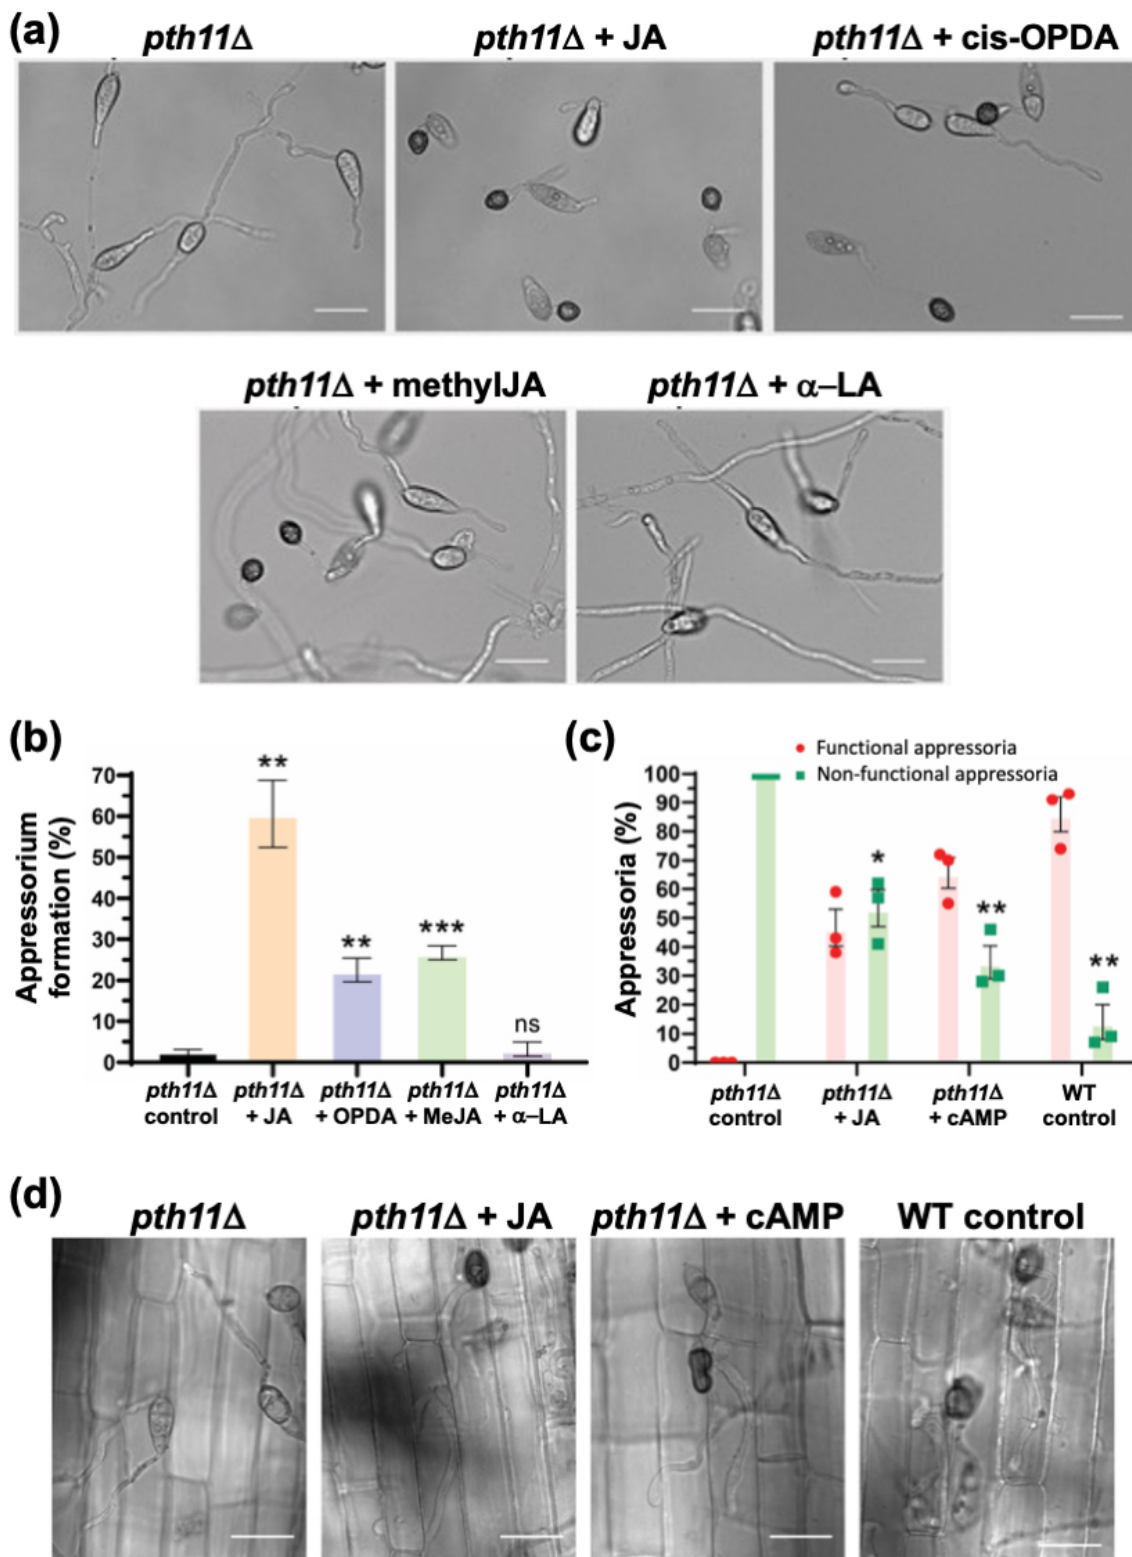 (a)
pth11Δ
pth11Δ + JA
pth11Δ + cis-OPDA
pth11Δ + methylJA
pth11Δ + α–LA
(b)
Appressorium
formation (%)
70
60
50
40
30
20
10
0
**
**
***
ns
pth11Δ
control
pth11Δ
+ JA
pth11Δ
+ OPDA
pth11Δ
+ MeJA
pth11Δ
+ α–LA
(c)
Functional appressoria
Non-functional appressoria
Appressoria (%)
100
90
80
70
60
50
40
30
20
10
0
*
**
**
pth11Δ
control
pth11Δ
+ JA
pth11Δ
+ cAMP
WT
control
(d)
pth11Δ
pth11Δ + JA
pth11Δ + cAMP
WT control